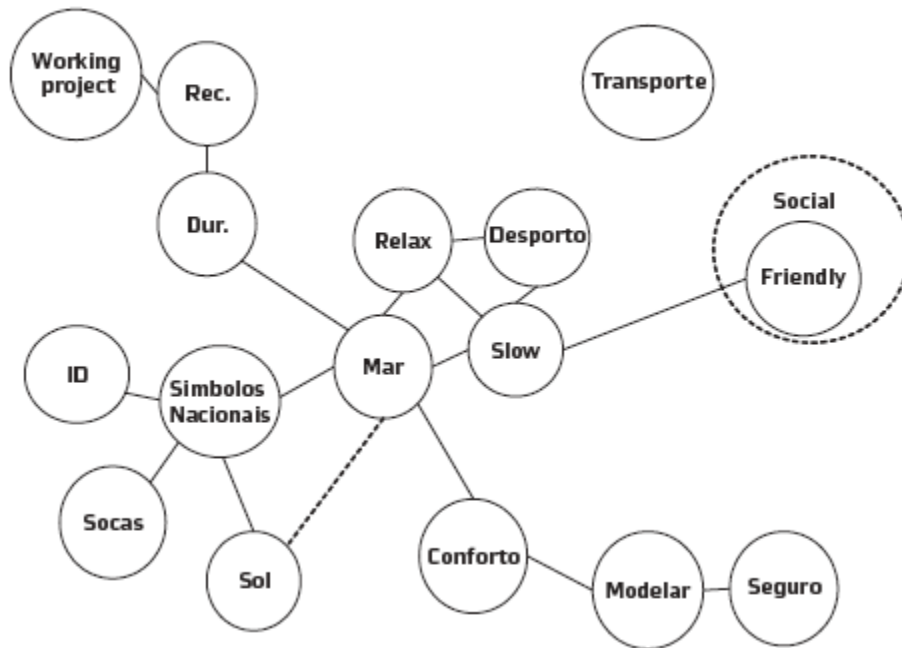 Working
project
Rec.
Transporte
Dur.
Relax
Desporto
Social
Friendly
ID
Simbolos
Nacionais
Mar
Slow
Socas
Sol
Conforto
Modelar
Seguro